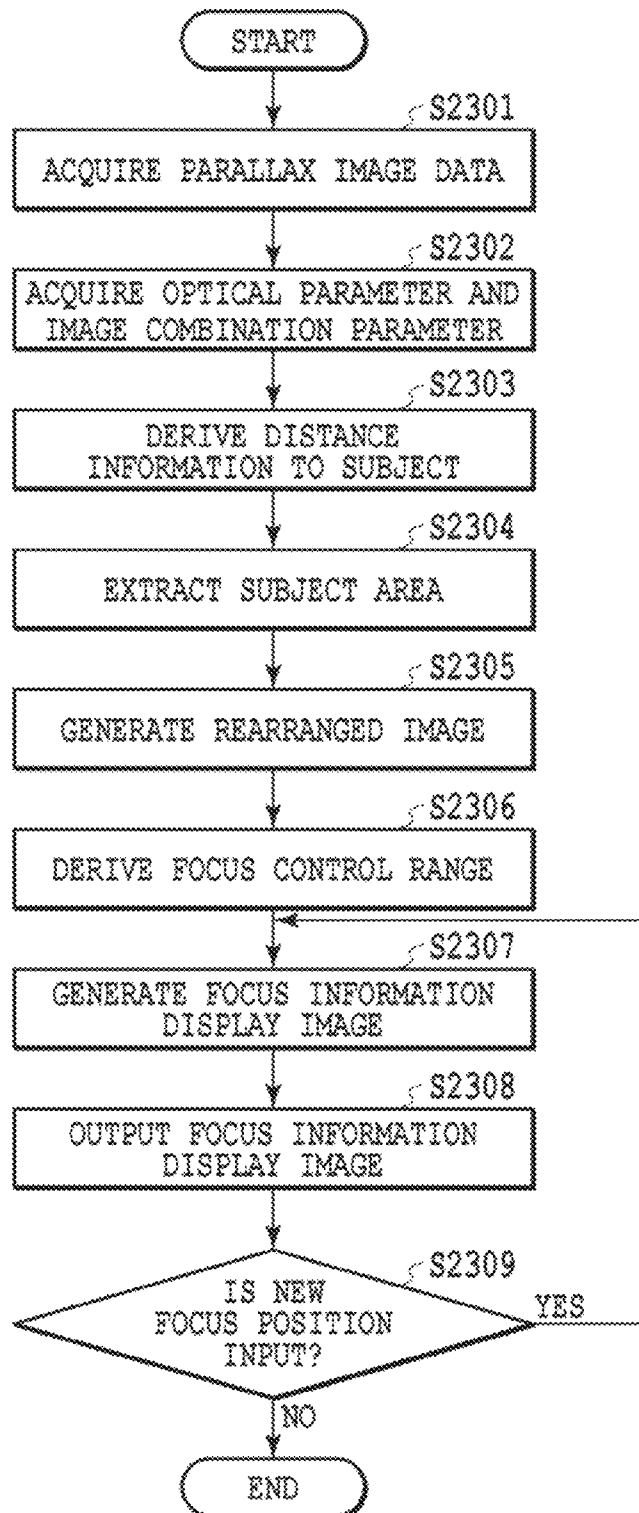 START
S2301
ACQUIRE PARALLAX IMAGE DATA
S2302
ACQUIRE OPTICAL PARAMETER AND
IMAGE COMBINATION PARAMETER
S2303
DERIVE DISTANCE
INFORMATION TO SUBJECT
S2304
EXTRACT SUBJECT AREA
S2305
GENERATE REARRANGED IMAGE
S2306
DERIVE FOCUS CONTROL RANGE
S2307
GENERATE FOCUS INFORMATION
DISPLAY IMAGE
S2308
OUTPUT FOCUS INFORMATION
DISPLAY IMAGE
S2309
IS NEW
FOCUS POSITION
INPUT?
YES
NO
END